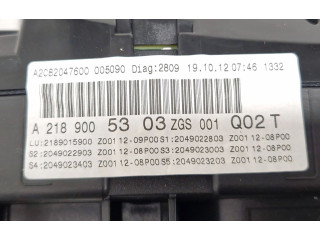 A2C82047600 005090 Diag:2809 19.10.12 07:46 1332
A 218 900 53 03 ZGS 001 Q02 T
LU:2189015900 Z001 12-09P00 S1:2049022803 Z001 12-08P00
S2:2049022903 Z001 12-08P00 S3:2049023003 Z001 12-08P00
S4:2049023403 Z001 12-08P00 S5:2049023203 Z001 12-08P00